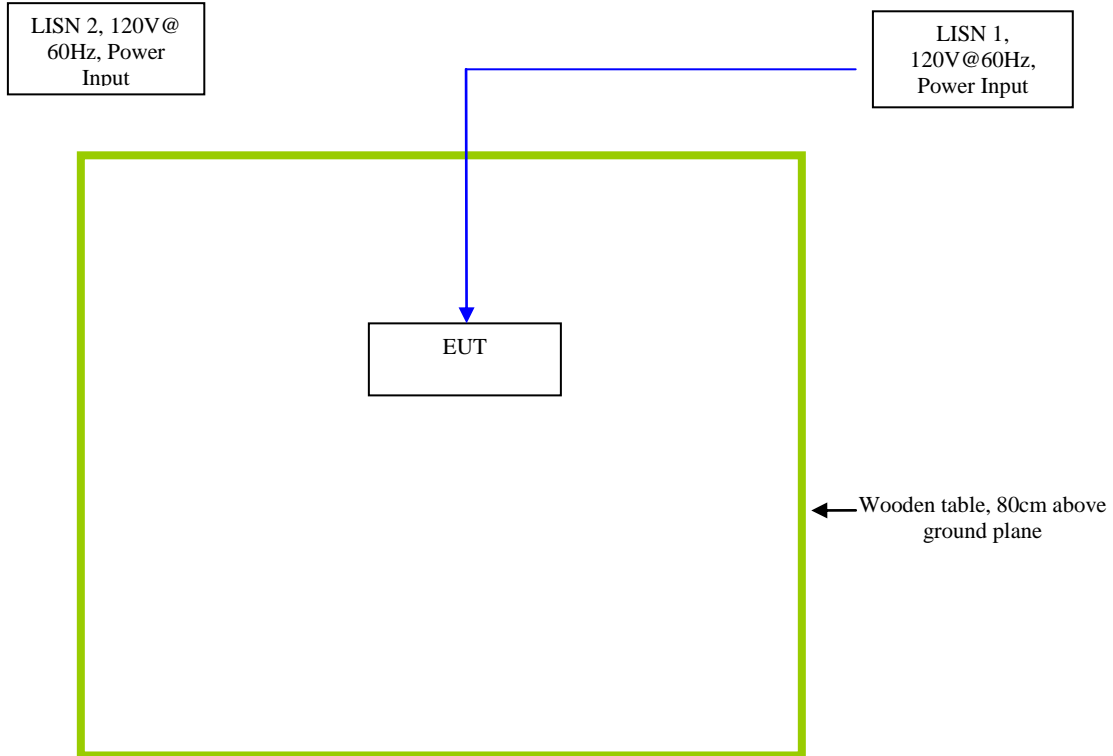 LISN 2, 120V@
60Hz, Power
Input
LISN 1,
120V@60Hz,
Power Input
EUT
Wooden table, 80cm above
ground plane